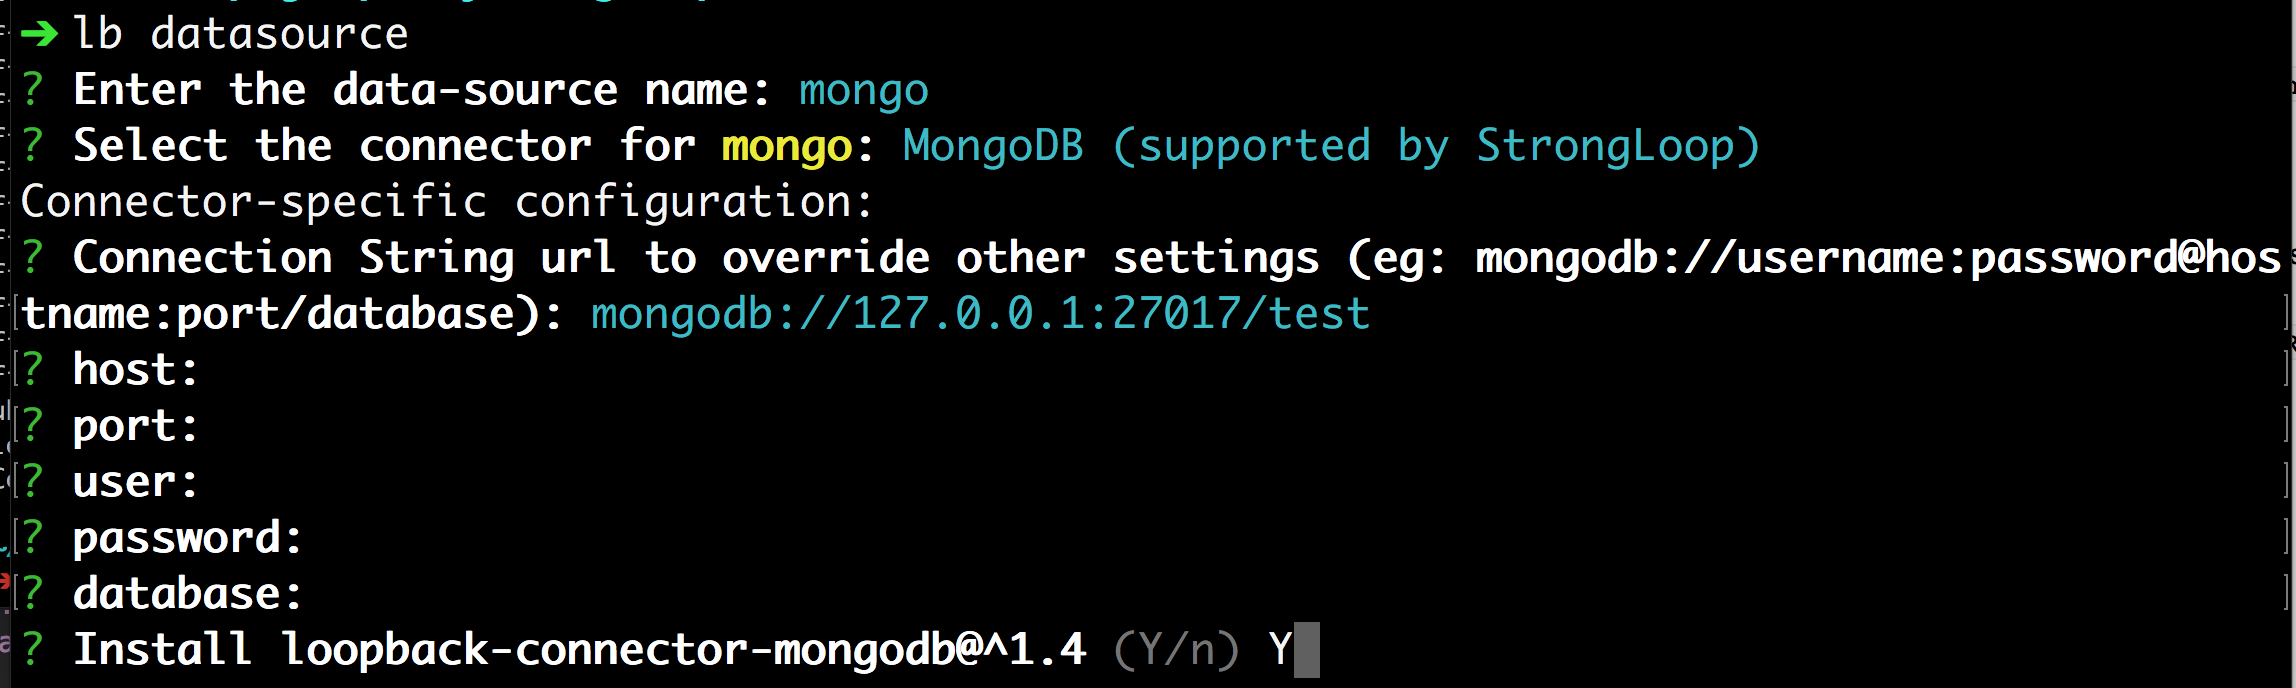 ➔ lb datasource
? Enter the data-source name: mongo
? Select the connector for mongo: MongoDB (supported by StrongLoop)
Connector-specific configuration:
? Connection String url to override other settings (eg: mongodb://username:password@hos
tname:port/database): mongodb://127.0.0.1:27017/test
? host:
? port:
? user:
? password:
? database:
? Install loopback-connector-mongodb@^1.4 (Y/n) Y